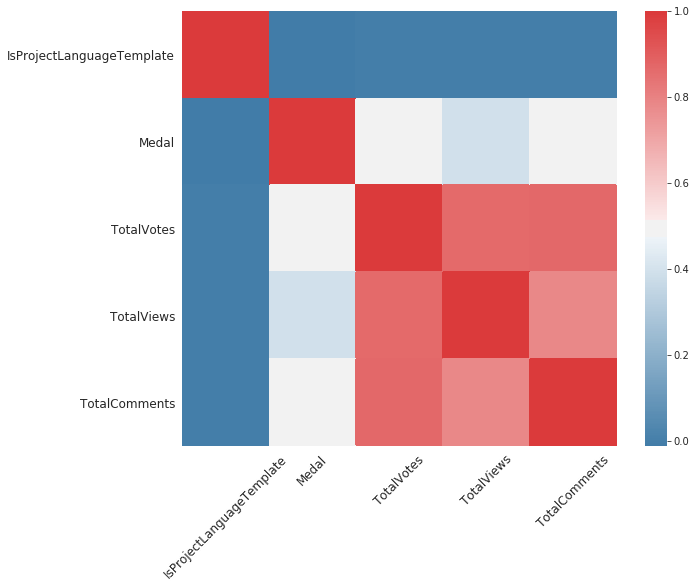 IsProjectLanguageTemplate
Medal
TotalVotes
TotalViews
TotalComments
IsProjectLanguageTemplate
Medal
TotalVotes
TotalViews
TotalComments
1.0
0.8
0.6
0.4
0.2
0.0